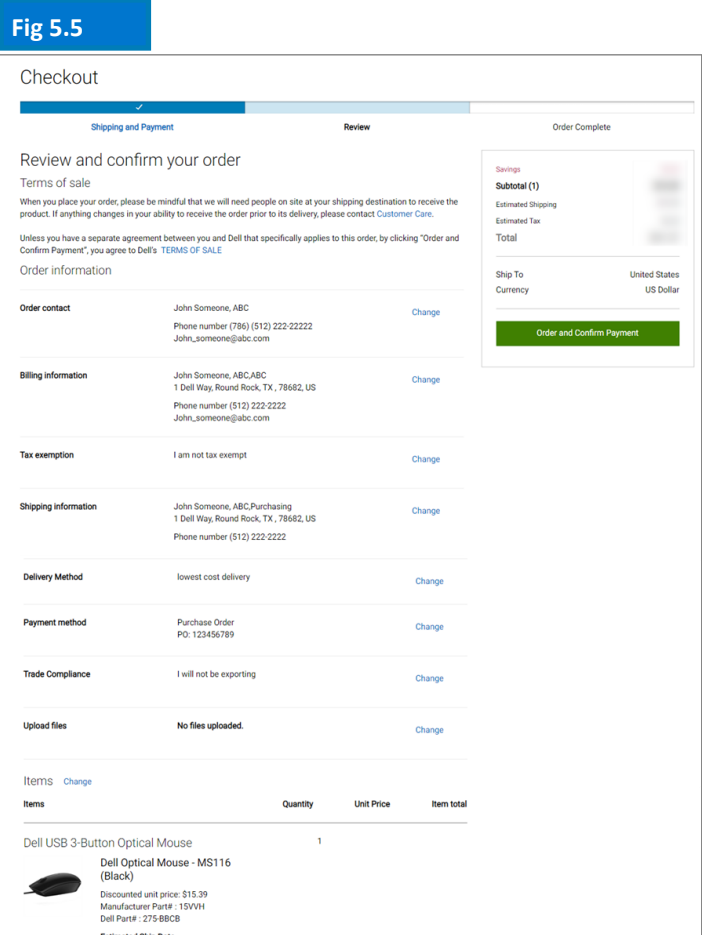 Fig 5.5
Checkout
Shipping and Payment
Review
Order Complete
Review and confirm your order
Terms of sale
When you place your order, please be mindful that we will need people on site at your shipping destination to receive the
product. If anything changes in your ability to receive the order prior to its delivery, please contact Customer Care.
Unless you have a separate agreement between you and Dell that specifically applies to this order, by clicking “Order and
Confirm Payment”, you agree to Dell's TERMS OF SALE
Order information
Order contact
John Someone, ABC
Phone number (786) (512) 222-22222
John_someone@abc.com
Change
Billing information
John Someone, ABC,ABC
1 Dell Way, Round Rock, TX , 78682, US
Phone number (512) 222-2222
John_someone@abc.com
Change
Tax exemption
I am not tax exempt
Change
Shipping information
John Someone, ABC,Purchasing
1 Dell Way, Round Rock, TX , 78682, US
Phone number (512) 222-2222
Change
Delivery Method
lowest cost delivery
Change
Payment method
Purchase Order
PO: 123456789
Change
Trade Compliance
I will not be exporting
Change
Upload files
No files uploaded.
Change
Items Change
Items Quantity Unit Price Item total
Dell USB 3-Button Optical Mouse 1
Dell Optical Mouse - MS116
(Black)
Discounted unit price: $15.39
Manufacturer Part# : 15VVH
Dell Part# : 275-BBCB
Savings
Subtotal (1)
Estimated Shipping
Estimated Tax
Total
Ship To United States
Currency US Dollar
Order and Confirm Payment